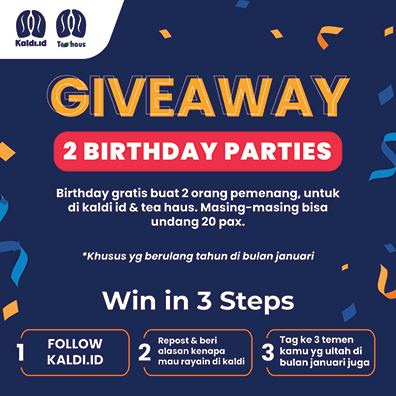 Kaldi.id
Tea haus
GIVEAWAY
2 BIRTHDAY PARTIES
Birthday gratis buat 2 orang pemenang, untuk
di kaldi id & tea haus. Masing-masing bisa
undang 20 pax.
*Khusus yg berulang tahun di bulan januari
Win in 3 Steps
1
FOLLOW
KALDI.ID
2
Repost & beri
alasan kenapa
mau rayain di kaldi
3
Tag ke 3 temen
kamu yg ultah di
bulan januari juga